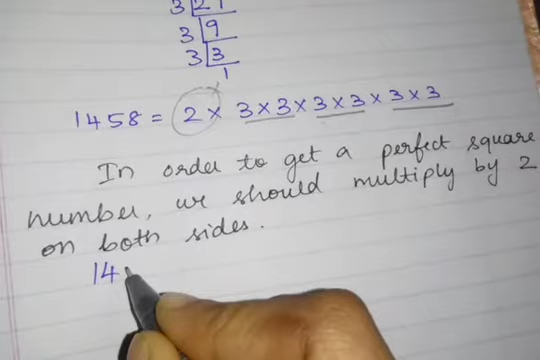 3 27
3 9
3 3
1
1458 = 2 × 3 × 3 × 3 × 3 × 3 × 3
In order to get a perfect square
number, we should multiply by 2
on both sides.
14